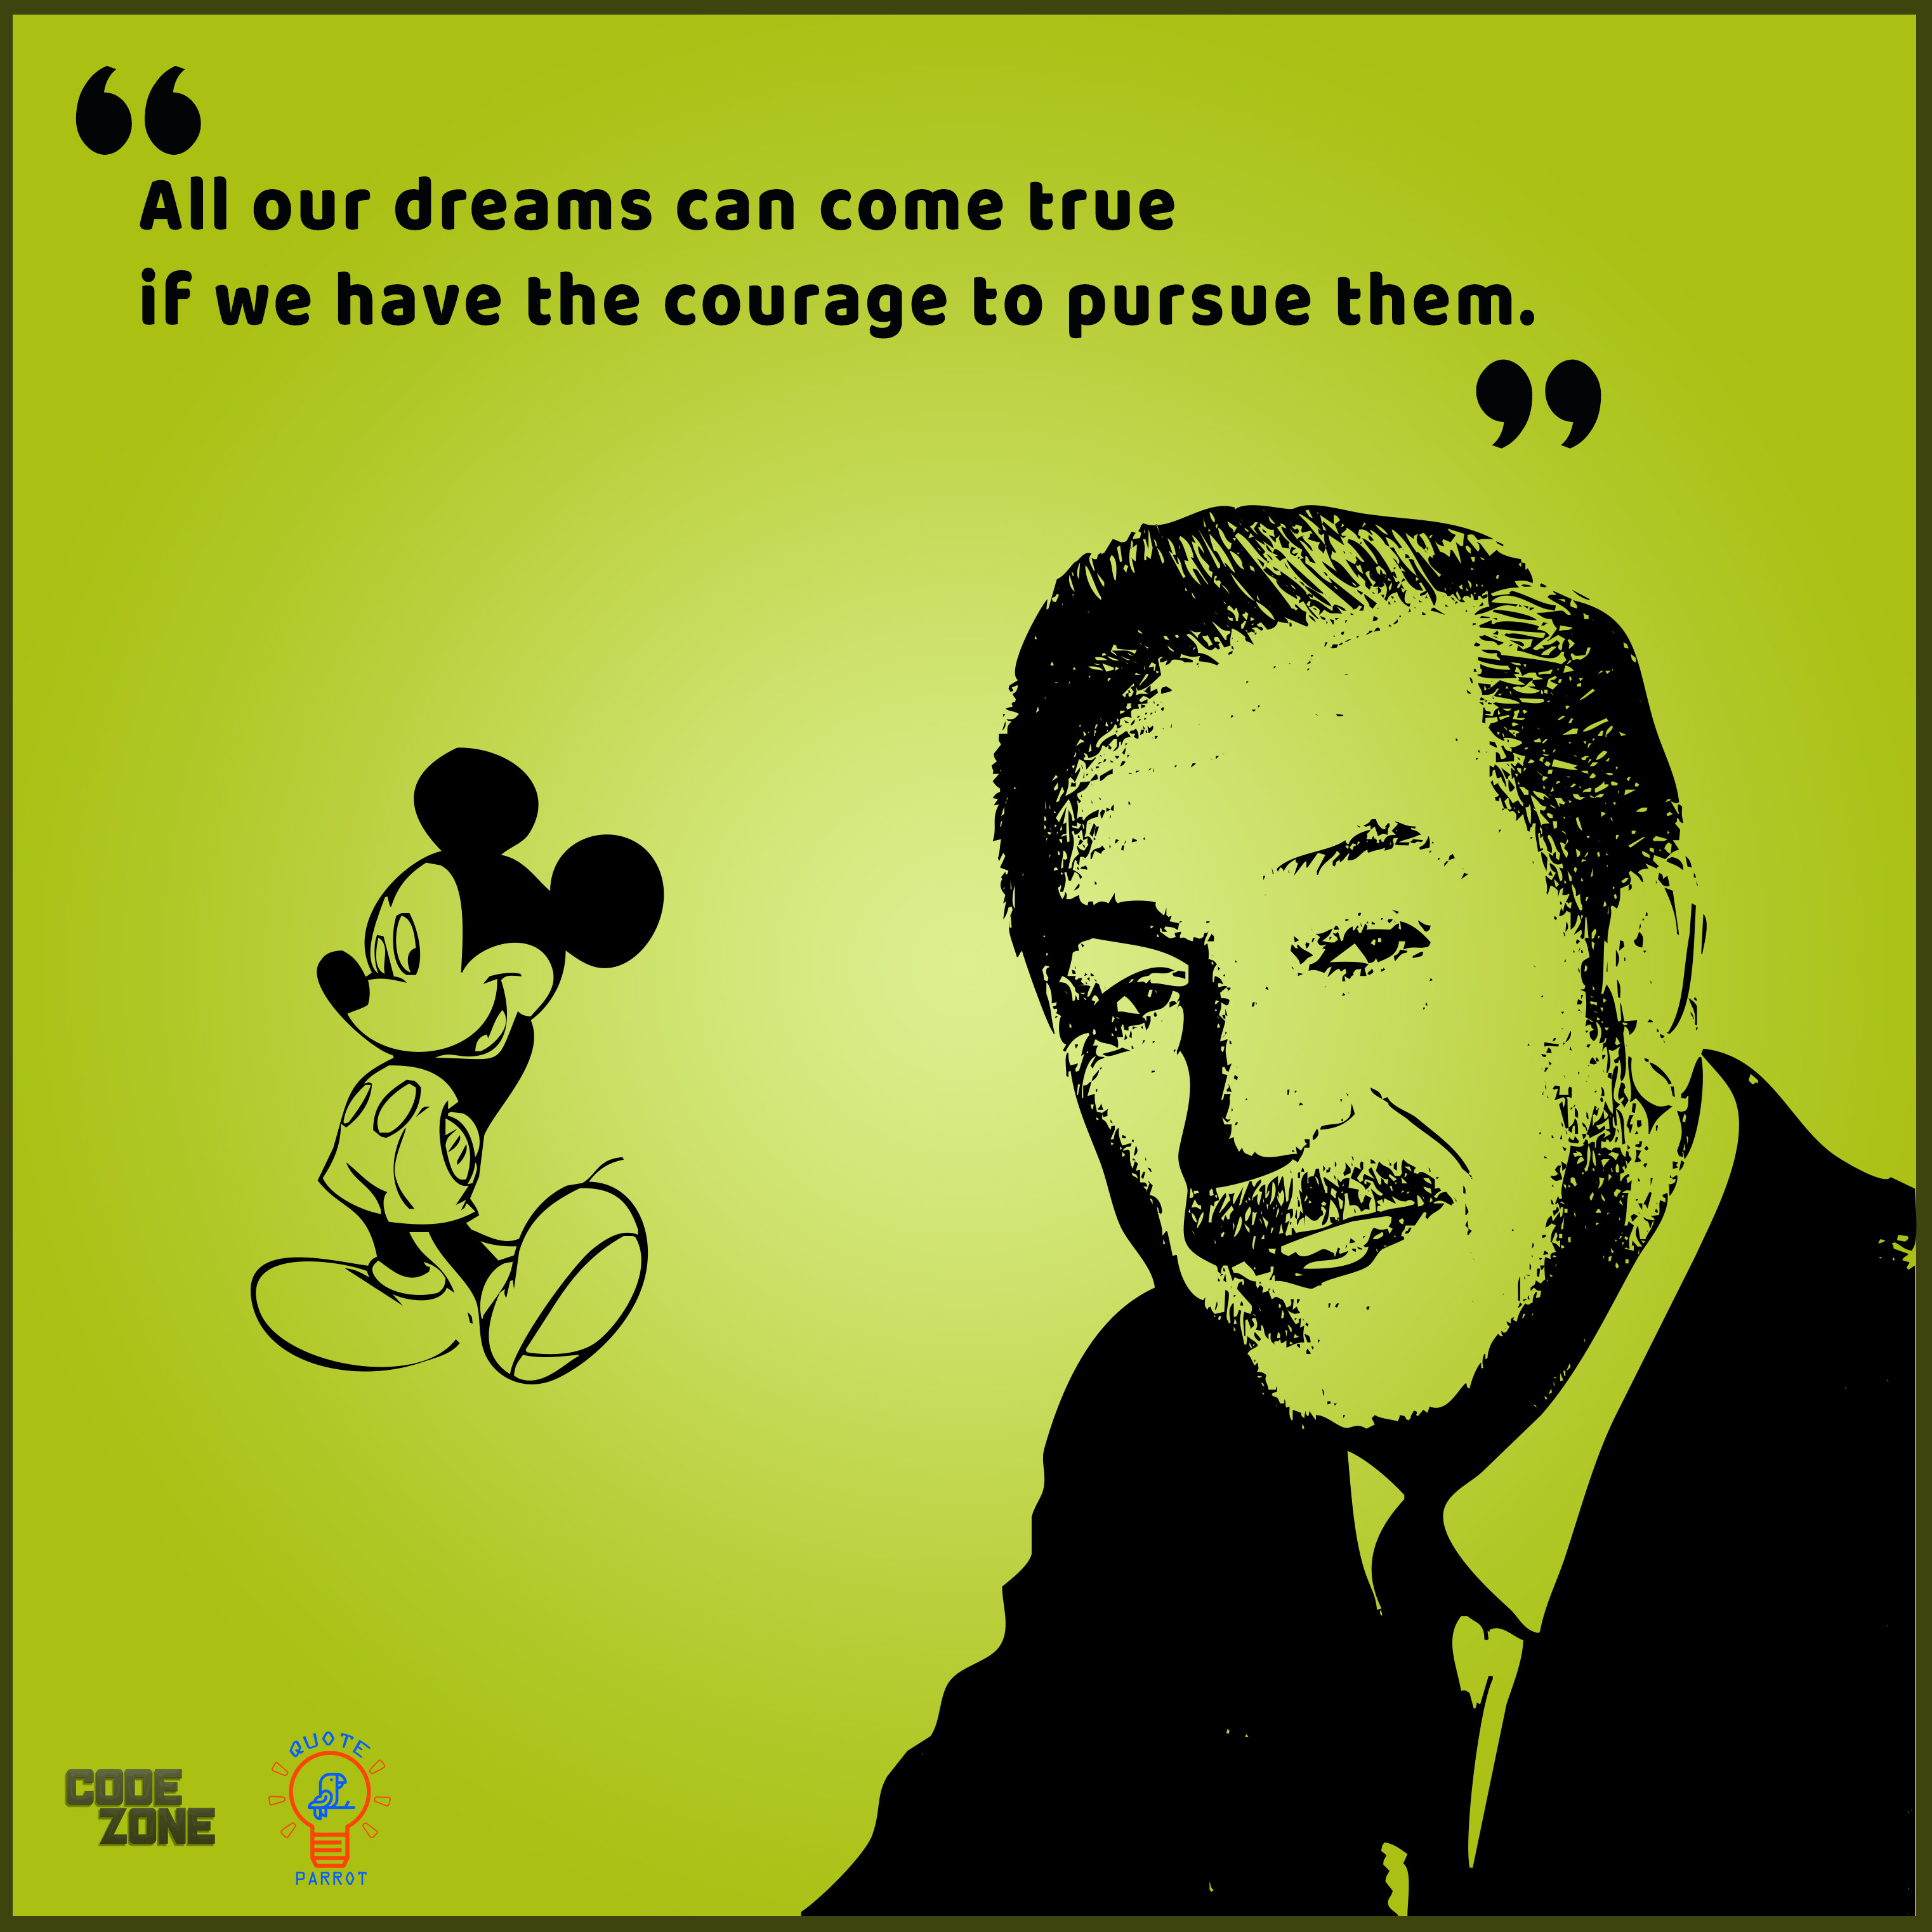 “
All our dreams can come true
if we have the courage to pursue them.
”
CODE
ZONE
QUOTE
PARROT